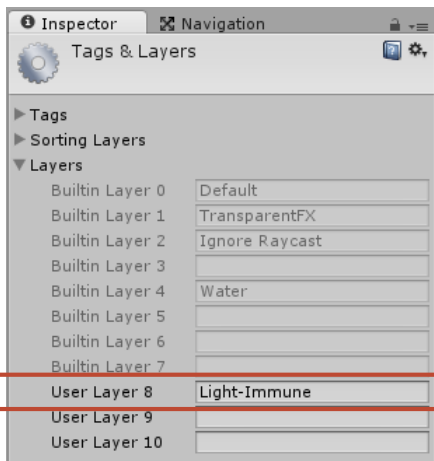 Inspector Navigation
Tags & Layers
Tags
Sorting Layers
Layers
Builtin Layer 0 Default
Builtin Layer 1 TransparentFX
Builtin Layer 2 Ignore Raycast
Builtin Layer 3
Builtin Layer 4 Water
Builtin Layer 5
Builtin Layer 6
Builtin Layer 7
User Layer 8 Light-Immune
User Layer 9
User Layer 10